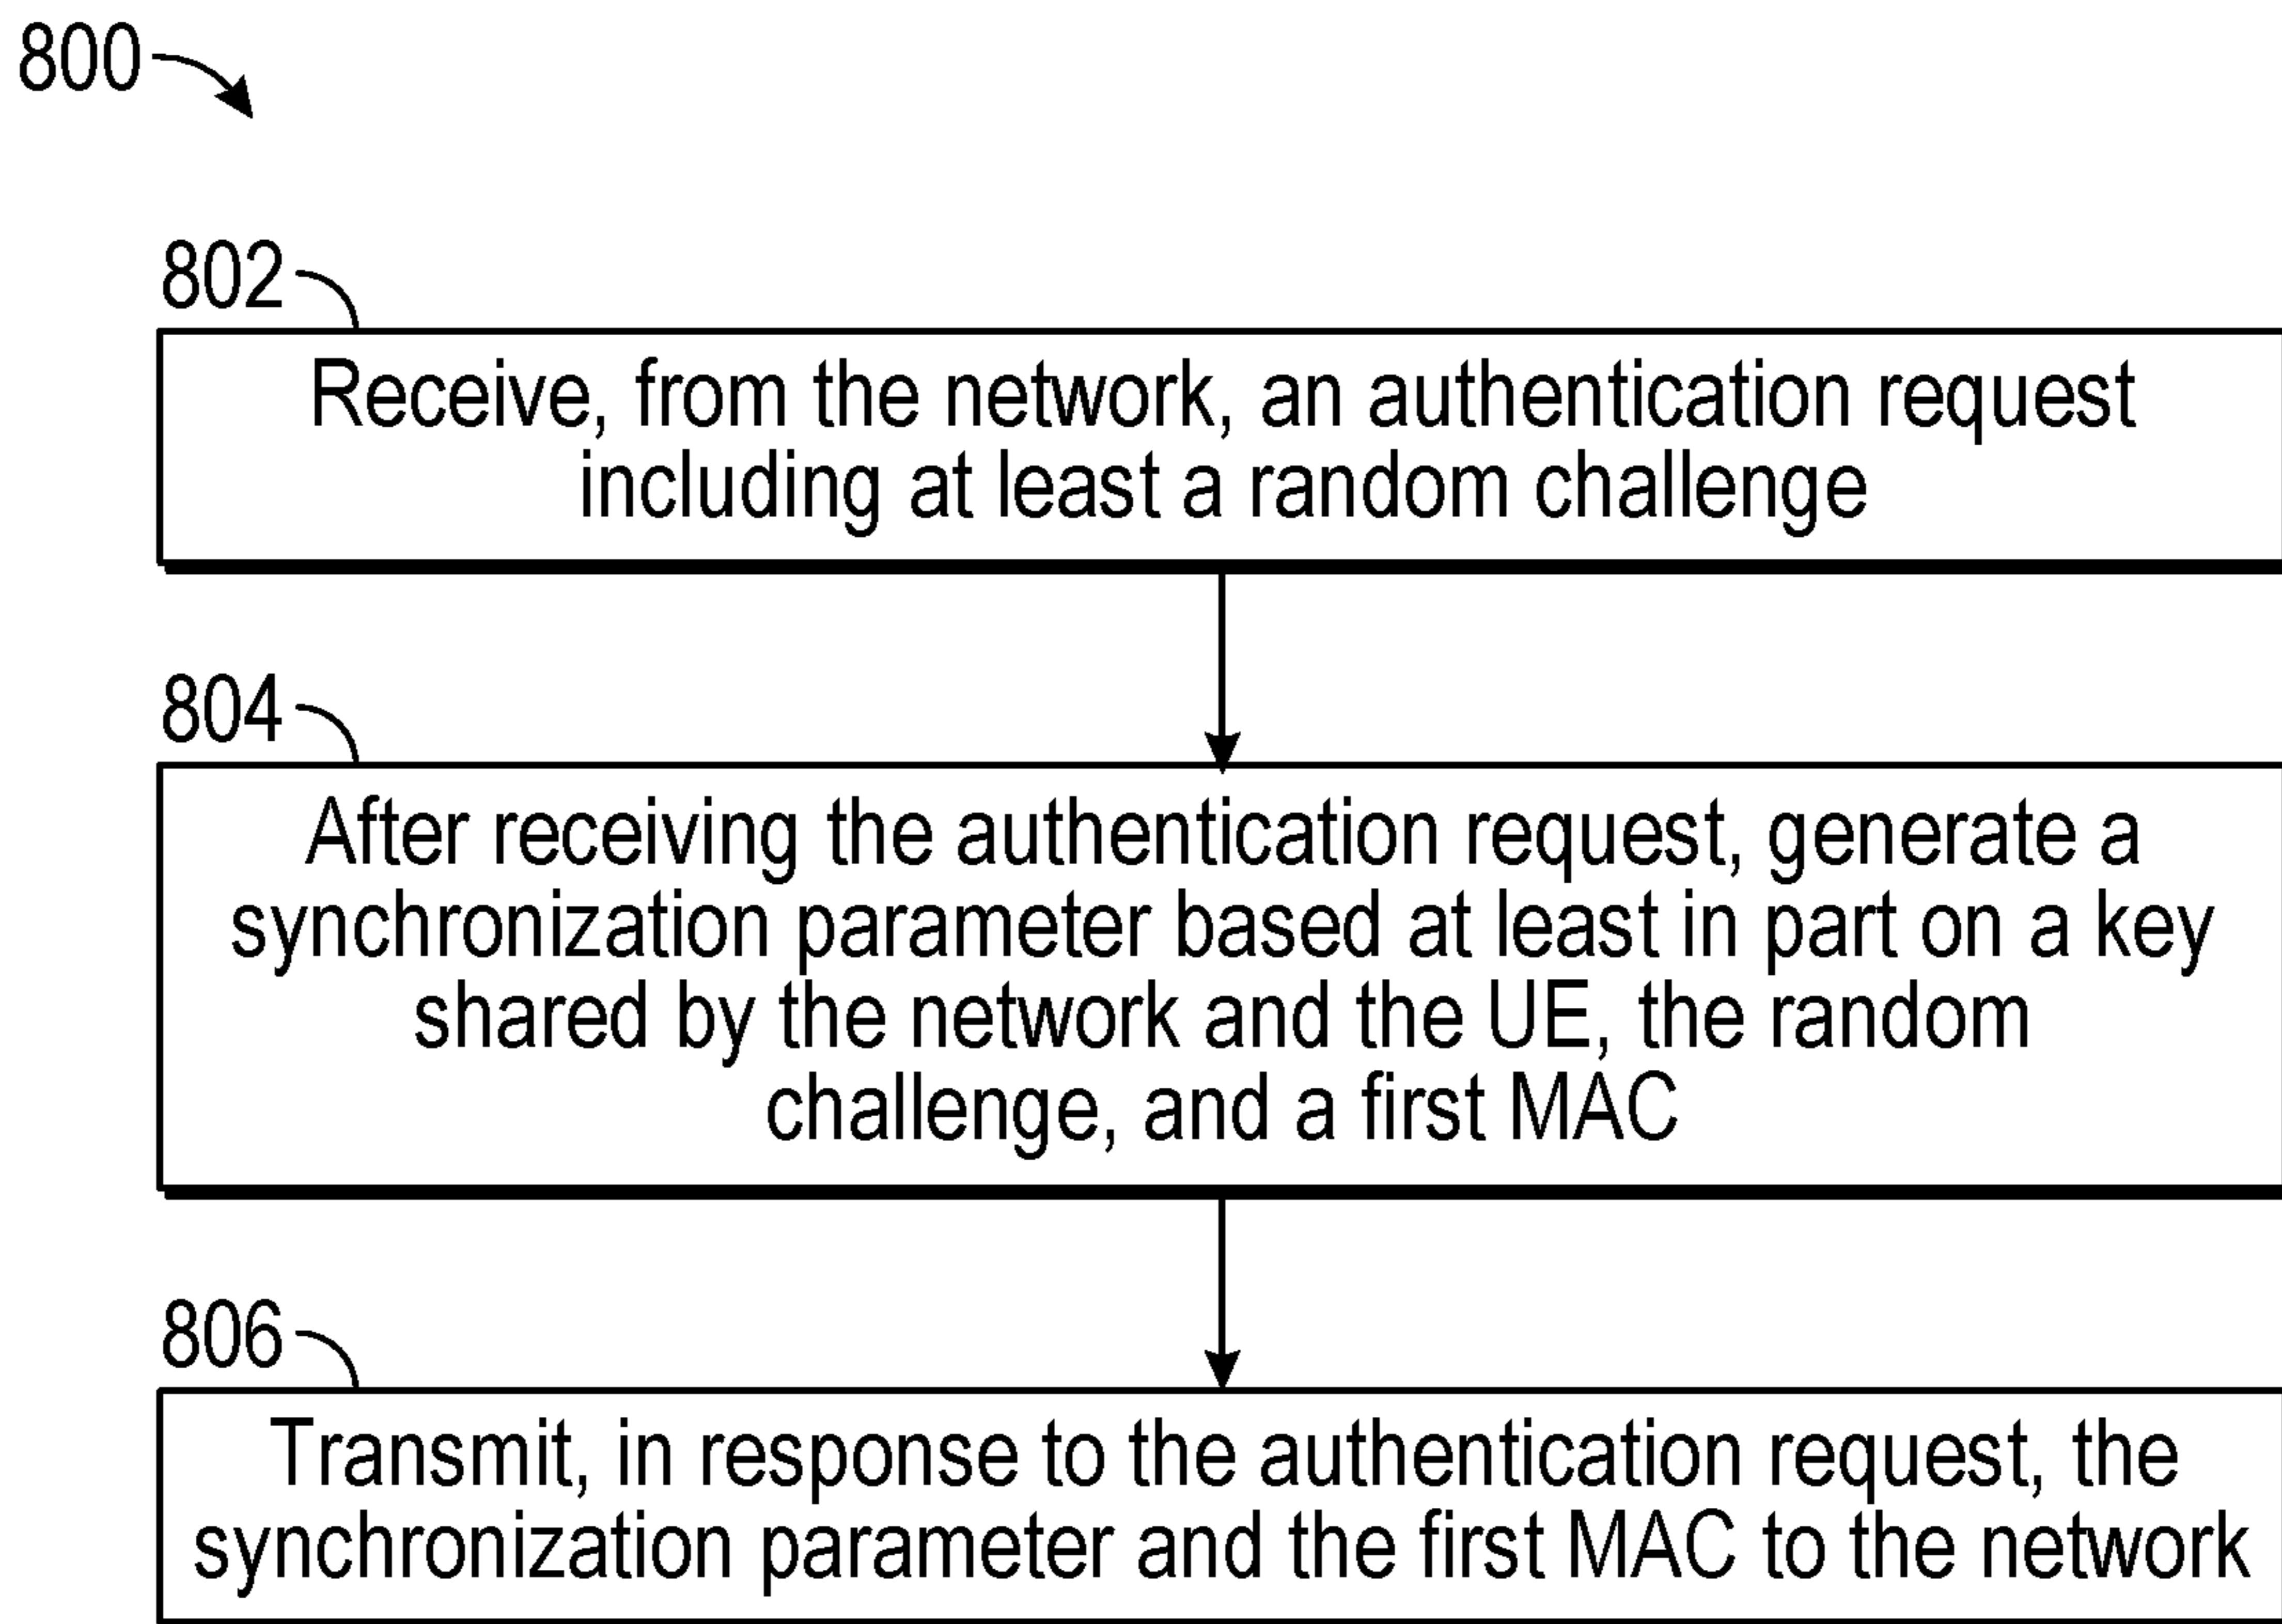 800
802
Receive, from the network, an authentication request
including at least a random challenge
804
After receiving the authentication request, generate a
synchronization parameter based at least in part on a key
shared by the network and the UE, the random
challenge, and a first MAC
806
Transmit, in response to the authentication request, the
synchronization parameter and the first MAC to the network